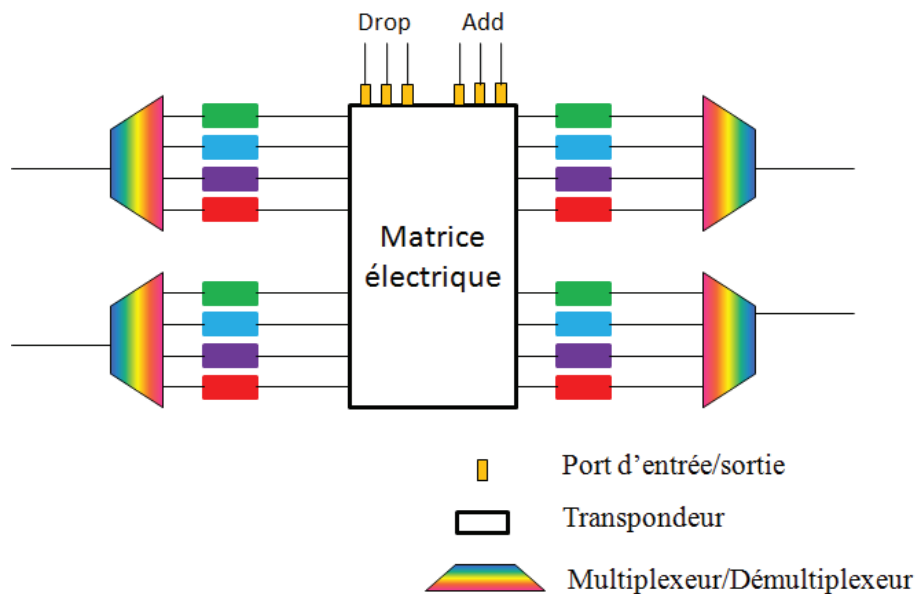 Drop Add
Matrice
électrique
Port d'entrée/sortie
Transpondeur
Multiplexeur/Démultiplexeur